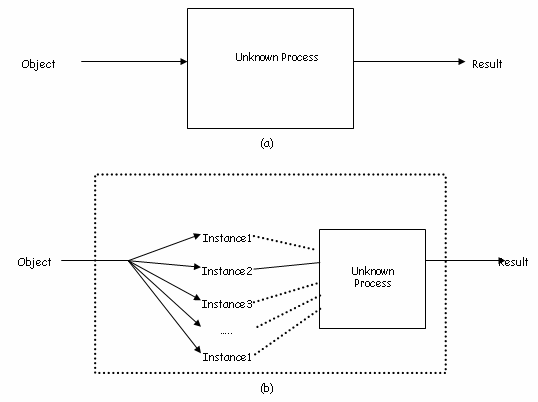 Object
Unknown Process
Result
(a)
Instance1
Instance2
Object
Unknown
Process
Result
Instance3
.....
Instance1
(b)